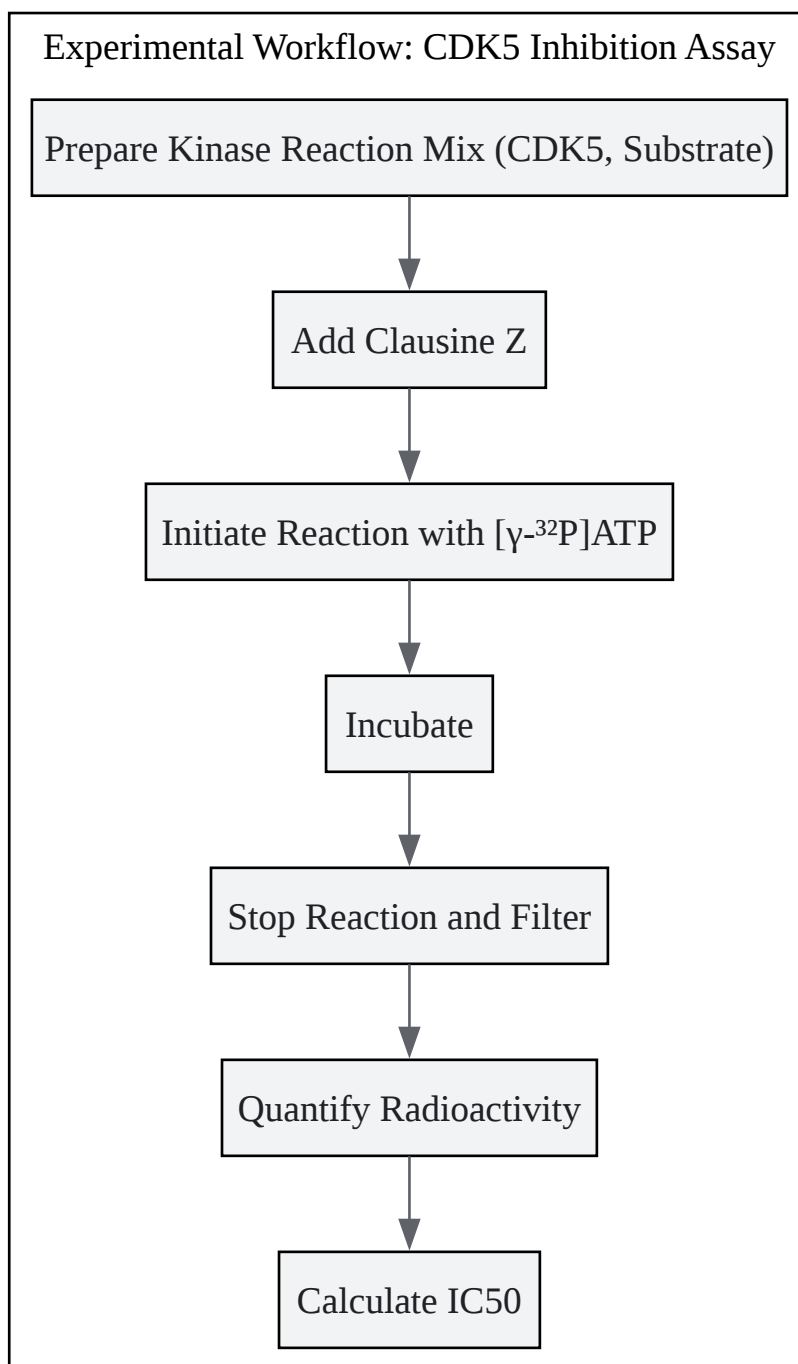 Experimental Workflow: CDK5 Inhibition Assay
Prepare Kinase Reaction Mix (CDK5, Substrate)
Add Clausine Z
Initiate Reaction with [γ-³²P]ATP
Incubate
Stop Reaction and Filter
Quantify Radioactivity
Calculate IC50